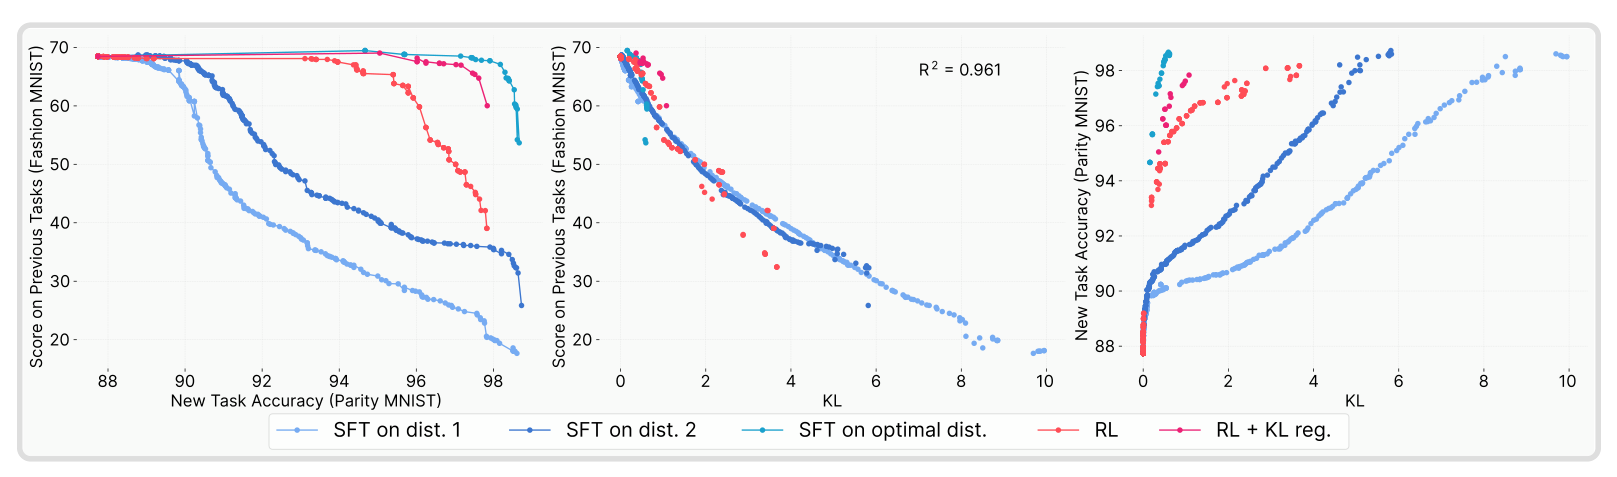 Score on Previous Tasks (Fashion MNIST)
70
60
50
40
30
20
88 90 92 94 96 98
New Task Accuracy (Parity MNIST)
Score on Previous Tasks (Fashion MNIST)
70
60
50
40
30
20
R² = 0.961
0 2 4 6 8 10
KL
New Task Accuracy (Parity MNIST)
98
96
94
92
90
88
0 2 4 6 8 10
KL
SFT on dist. 1 SFT on dist. 2 SFT on optimal dist. RL RL + KL reg.